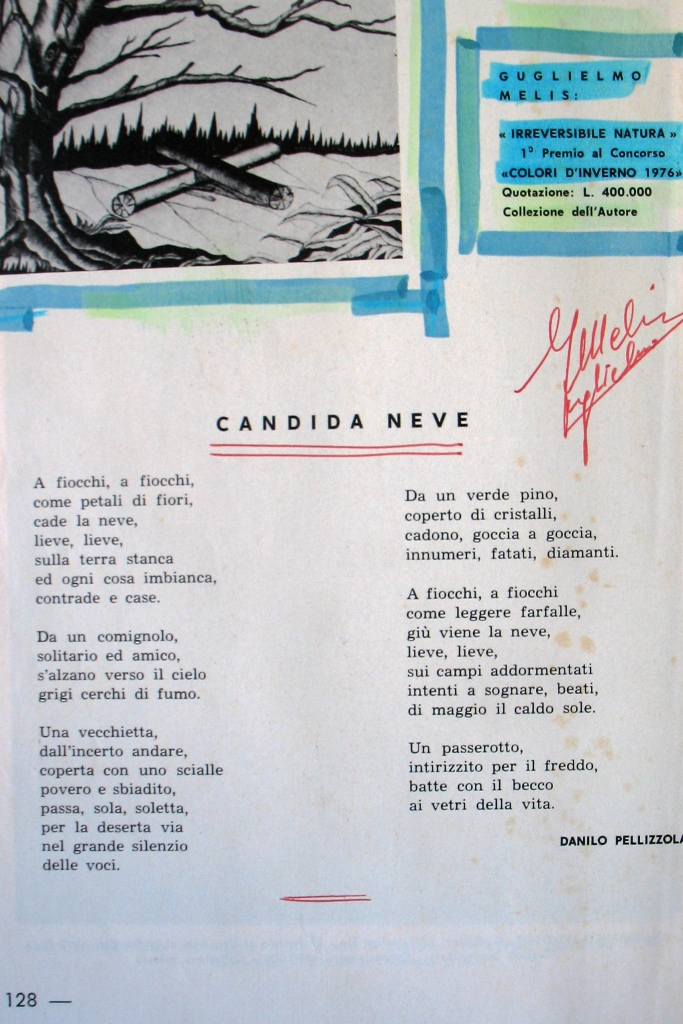 GUGLIELMO
MELIS:
« IRREVERSIBILE NATURA »
1° Premio al Concorso
«COLORI D'INVERNO 1976»
Quotazione: L. 400.000
Collezione dell'Autore
CANDIDA NEVE
A fiocchi, a fiocchi,
come petali di fiori,
cade la neve,
lieve, lieve,
sulla terra stanca
ed ogni cosa imbianca,
contrade e case.
Da un comignolo,
solitario ed amico,
s'alzano verso il cielo
grigi cerchi di fumo.
Una vecchietta,
dall'incerto andare,
coperta con uno scialle
povero e sbiadito,
passa, sola, soletta,
per la deserta via
nel grande silenzio
delle voci.
Da un verde pino,
coperto di cristalli,
cadono, goccia a goccia,
innumeri, fatati, diamanti.
A fiocchi, a fiocchi
come leggere farfalle,
giù viene la neve,
lieve, lieve,
sui campi addormentati
intenti a sognare, beati,
di maggio il caldo sole.
Un passerotto,
intirizzito per il freddo,
batte con il becco
ai vetri della vita.
DANILO PELLIZZOLA
128 —